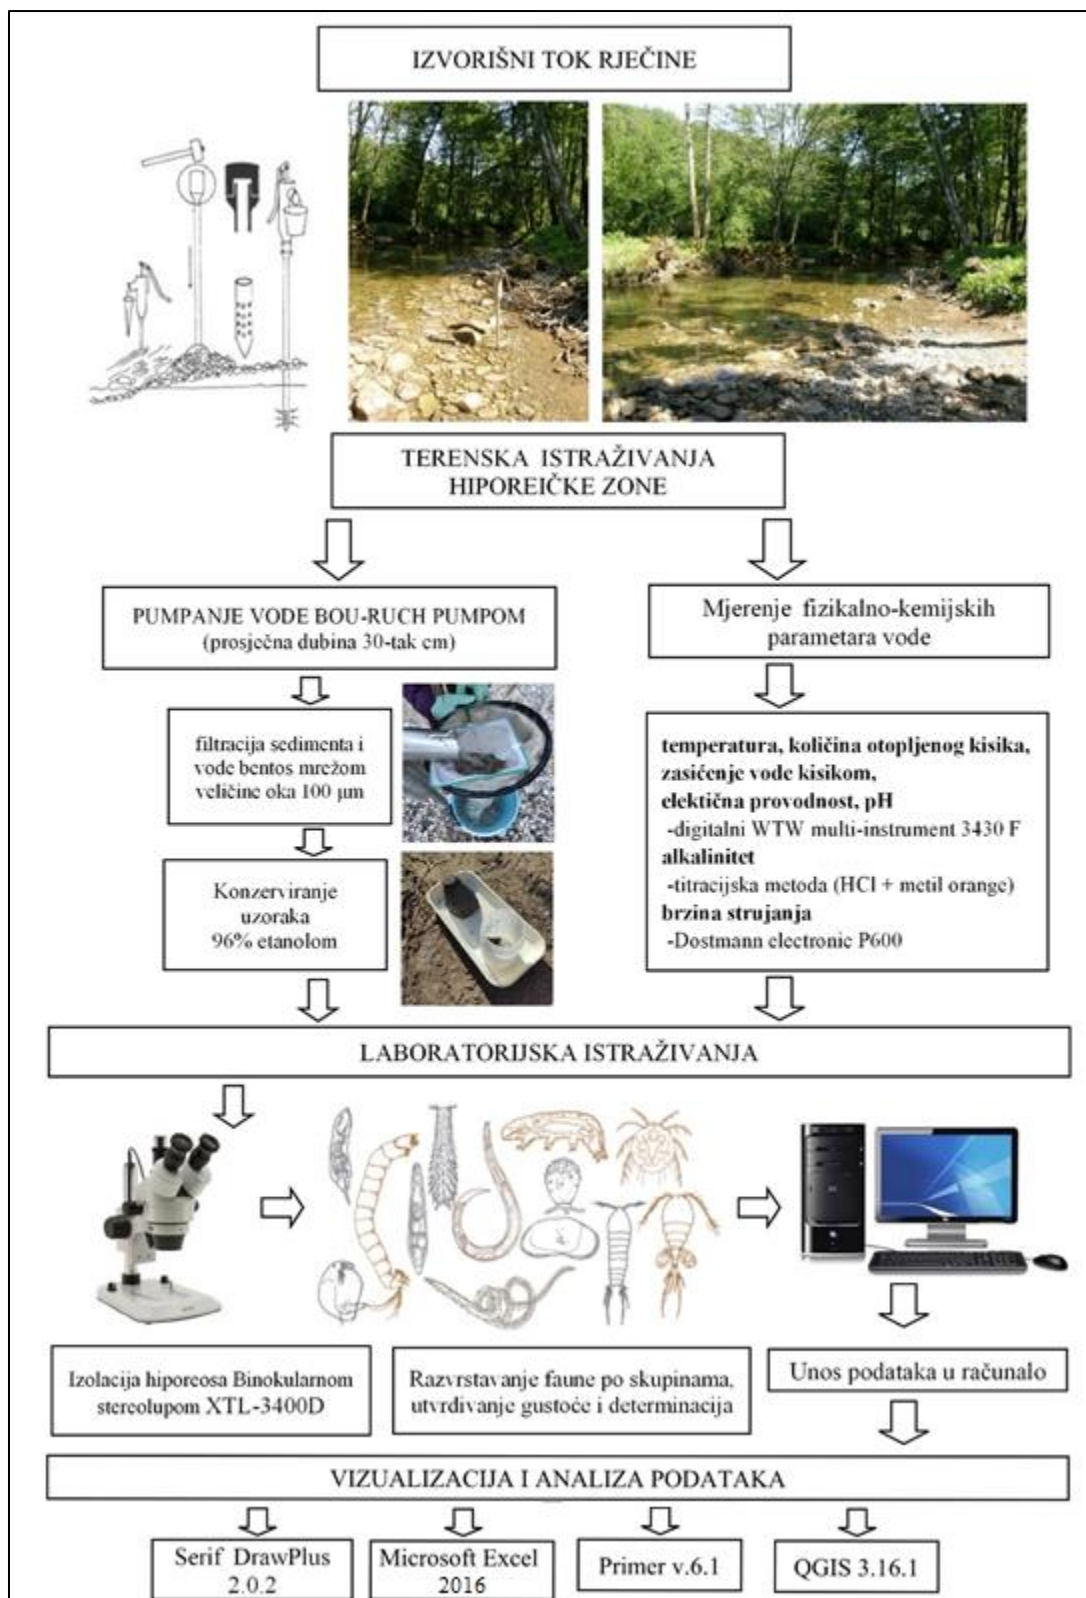 IZVORIŠNI TOK RJEČINE
TERENSKA ISTRAŽIVANJA
HIPOREIČKE ZONE
PUMPANJE VODE BOU-RUCH PUMPOM
(prosječna dubina 30-tak cm)
filtracija sedimenta i
vode bentos mrežom
veličine oka 100 µm
Konzerviranje
uzoraka
96% etanolom
Mjerenje fizikalno-kemijskih
parametara vode
temperatura, količina otopljenog kisika,
zasićenje vode kisikom,
elektična provodnost, pH
-digitalni WTW multi-instrument 3430 F
alkalinitet
-titracijska metoda (HCl + metil orange)
brzina strujanja
-Dostmann electronic P600
LABORATORIJSKA ISTRAŽIVANJA
Izolacija hiporeosa Binokularnom
stereolupom XTL-3400D
Razvrstavanje faune po skupinama,
utvrđivanje gustoće i determinacija
Unos podataka u računalo
VIZUALIZACIJA I ANALIZA PODATAKA
Serif DrawPlus
2.0.2
Microsoft Excel
2016
Primer v.6.1
QGIS 3.16.1